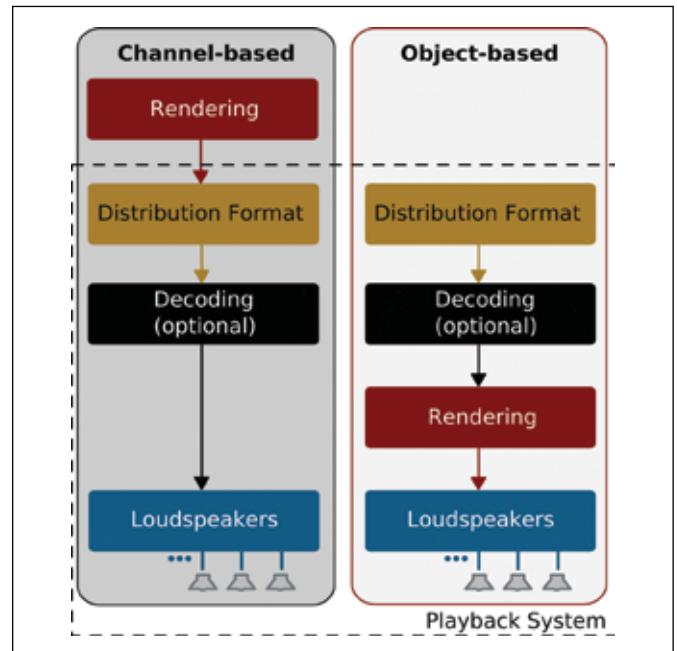 Channel-based
Rendering
Distribution Format
Decoding
(optional)
Loudspeakers
Object-based
Distribution Format
Decoding
(optional)
Rendering
Loudspeakers
Playback System